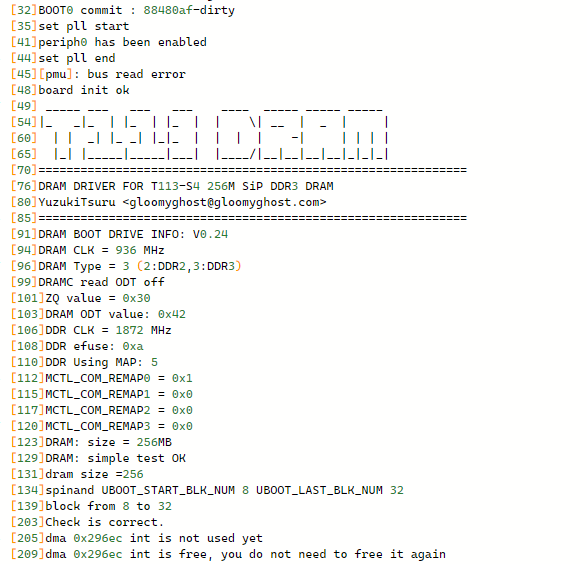 [32]BOOT0 commit : 88480af-dirty
[35]set pll start
[41]periph0 has been enabled
[44]set pll end
[45][pmu]: bus read error
[48]board init ok
[49] _____ ___   ___   ___    ____  _____ _____ _____
[54]|_   _|_  | |_  | |_  |  |    \| __  |  _  |     |
[60]  | |  _| |_ _| |_|_  |  |  |  |    -|     | | | |
[65]  |_| |_____|_____|___|  |____/|__|__|__|__|_|_|_|
[70]===========================================================
[76]DRAM DRIVER FOR T113-S4 256M SiP DDR3 DRAM
[80]YuzukiTsuru <gloomyghost@gloomyghost.com>
[85]===========================================================
[91]DRAM BOOT DRIVE INFO: V0.24
[94]DRAM CLK = 936 MHz
[96]DRAM Type = 3 (2:DDR2,3:DDR3)
[99]DRAMC read ODT off
[101]ZQ value = 0x30
[103]DRAM ODT value: 0x42
[106]DDR CLK = 1872 MHz
[108]DDR efuse: 0xa
[110]DDR Using MAP: 5
[112]MCTL_COM_REMAP0 = 0x1
[115]MCTL_COM_REMAP1 = 0x0
[117]MCTL_COM_REMAP2 = 0x0
[120]MCTL_COM_REMAP3 = 0x0
[123]DRAM: size = 256MB
[129]DRAM: simple test OK
[131]dram size =256
[134]spinand UBOOT_START_BLK_NUM 8 UBOOT_LAST_BLK_NUM 32
[139]block from 8 to 32
[203]Check is correct.
[205]dma 0x296ec int is not used yet
[209]dma 0x296ec int is free, you do not need to free it again